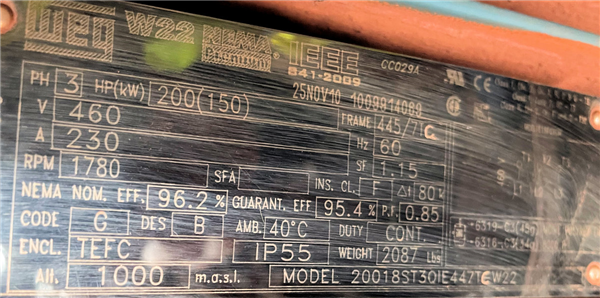 WEG W22 NEMA Premium IEEE 841-2009 CC029A
PH 3 HP(kW) 200(150) 25NOV10 1009914089
V 460 FRAME 445/7T
A 230 Hz 60
RPM 1780 SFA SF 1.15
INS. CL. F Δt 80
NEMA NOM. EFF. 96.2% GUARANT. EFF 95.4% P.F. 0.85
CODE G DES B AMB. 40°C DUTY CONT.
ENCL. TEFC IP55 WEIGHT 2087 Lbs
Alt. 1000 m.a.s.l. MODEL 20018ST3QIE447T W22